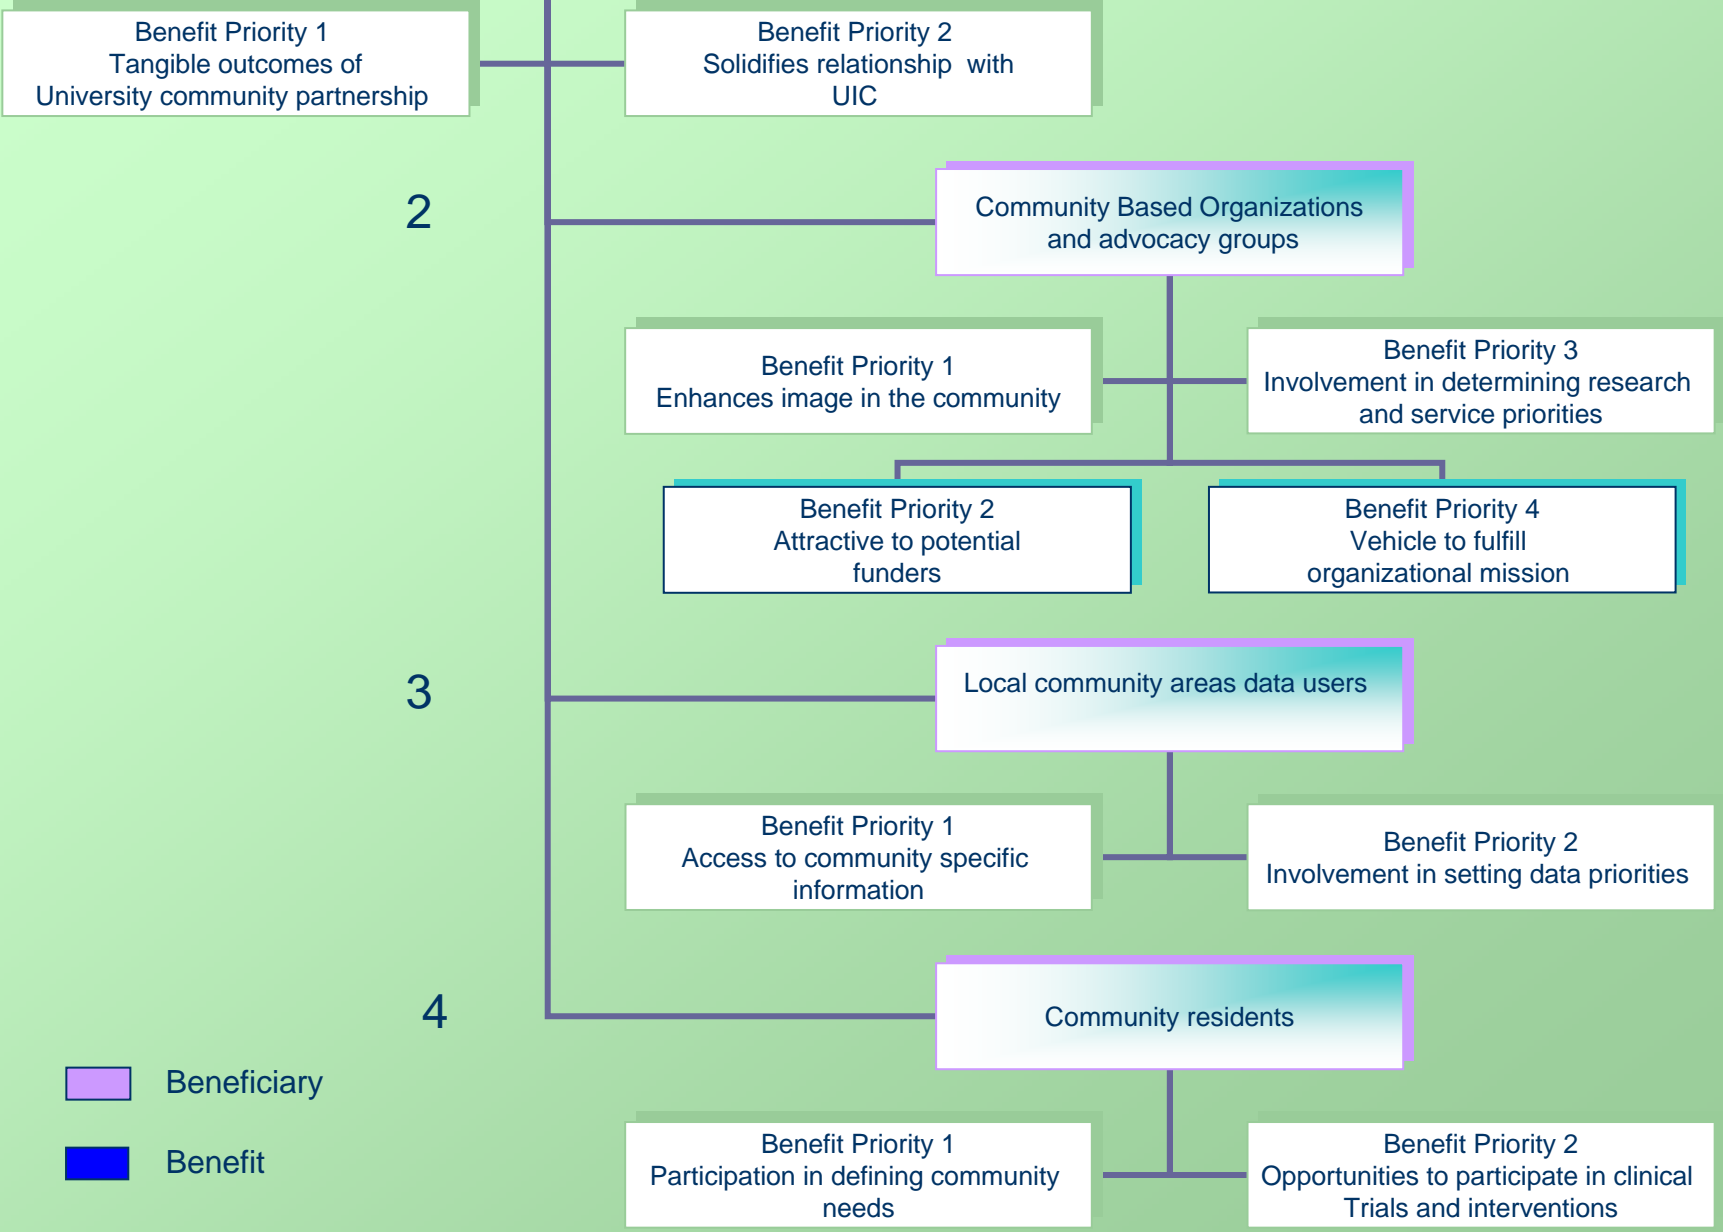 Benefit Priority 1
Tangible outcomes of
University community partnership
Benefit Priority 2
Solidifies relationship with
UIC
2
Community Based Organizations
and advocacy groups
Benefit Priority 1
Enhances image in the community
Benefit Priority 3
Involvement in determining research
and service priorities
Benefit Priority 2
Attractive to potential
funders
Benefit Priority 4
Vehicle to fulfill
organizational mission
3
Local community areas data users
Benefit Priority 1
Access to community specific
information
Benefit Priority 2
Involvement in setting data priorities
4
Community residents
Benefit Priority 1
Participation in defining community
needs
Benefit Priority 2
Opportunities to participate in clinical
Trials and interventions
Beneficiary
Benefit